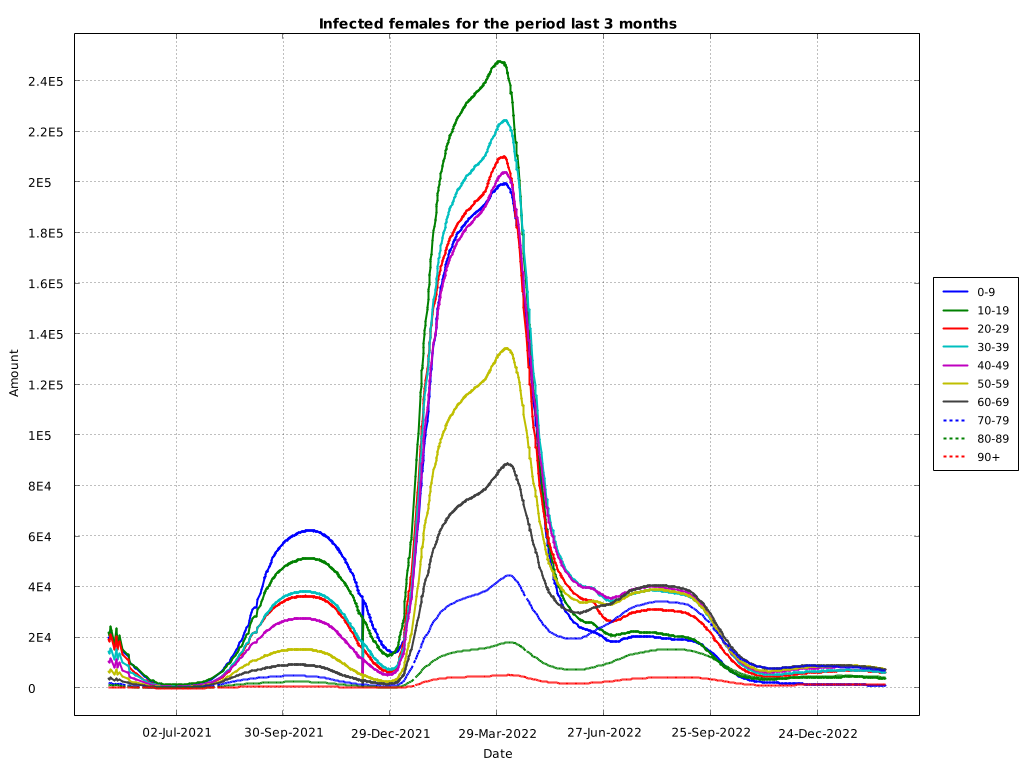 Infected females for the period last 3 months
2.4E5
2.2E5
2E5
1.8E5
1.6E5
1.4E5
1.2E5
1E5
8E4
6E4
4E4
2E4
0
Amount
02-Jul-2021 30-Sep-2021 29-Dec-2021 29-Mar-2022 27-Jun-2022 25-Sep-2022 24-Dec-2022
Date
0-9
10-19
20-29
30-39
40-49
50-59
60-69
70-79
80-89
90+